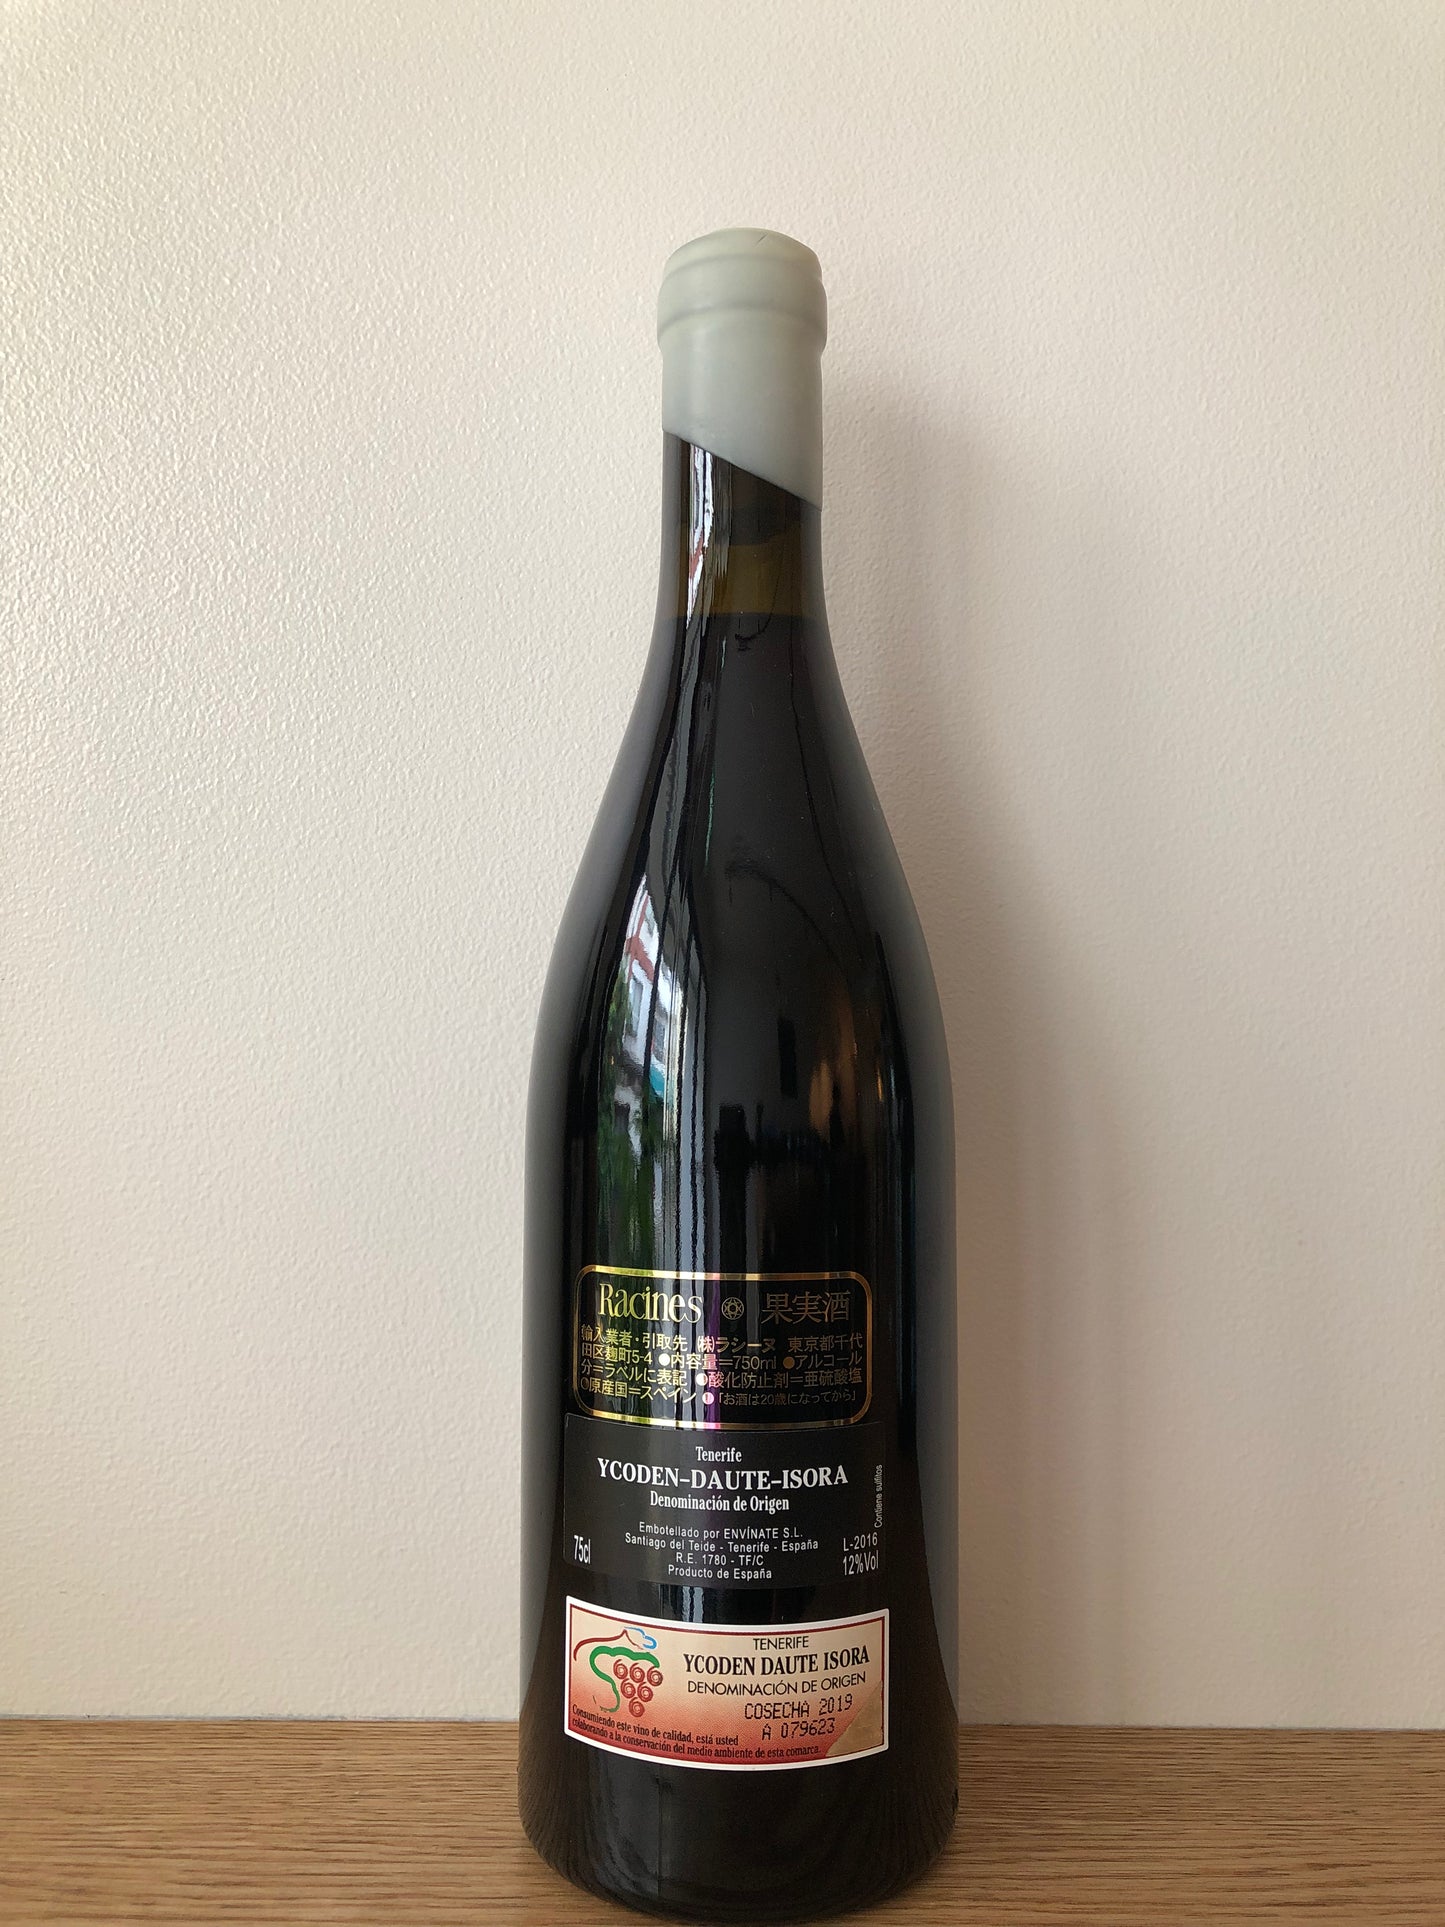 Racines 果実酒
輸入業者・引取先 ㈱ラシーヌ 東京都千代
田区麹町5-4 ●内容量=750ml ●アルコール
分=ラベルに表記 ●酸化防止剤=亜硫酸塩
●原産国=スペイン ●「お酒は20歳になってから」
Tenerife
YCODEN-DAUTE-ISORA
Denominación de Origen
Embotellado por ENVÍNATE S.L.
Santiago del Teide - Tenerife - España
R.E. 1780 - TF/C
Producto de España
75cl
L-2016
12%Vol
Contiene sulfitos
TENERIFE
YCODEN DAUTE ISORA
DENOMINACIÓN DE ORIGEN
COSECHA 2019
A 079623
Consumiendo este vino de calidad, está usted
colaborando a la conservación del medio ambiente de esta comarca.